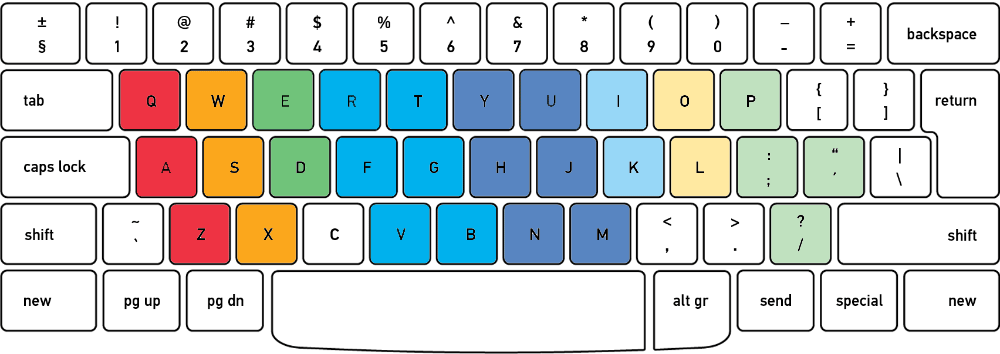 ± ! @ # $ % ^ & * ( ) – +
§ 1 2 3 4 5 6 7 8 9 0 - = backspace
tab Q W E R T Y U I O P { [ } ] return
caps lock A S D F G H J K L : ; “ ′ | \
shift ~ ` Z X C V B N M < , > . ? / shift
new pg up pg dn alt gr send special new